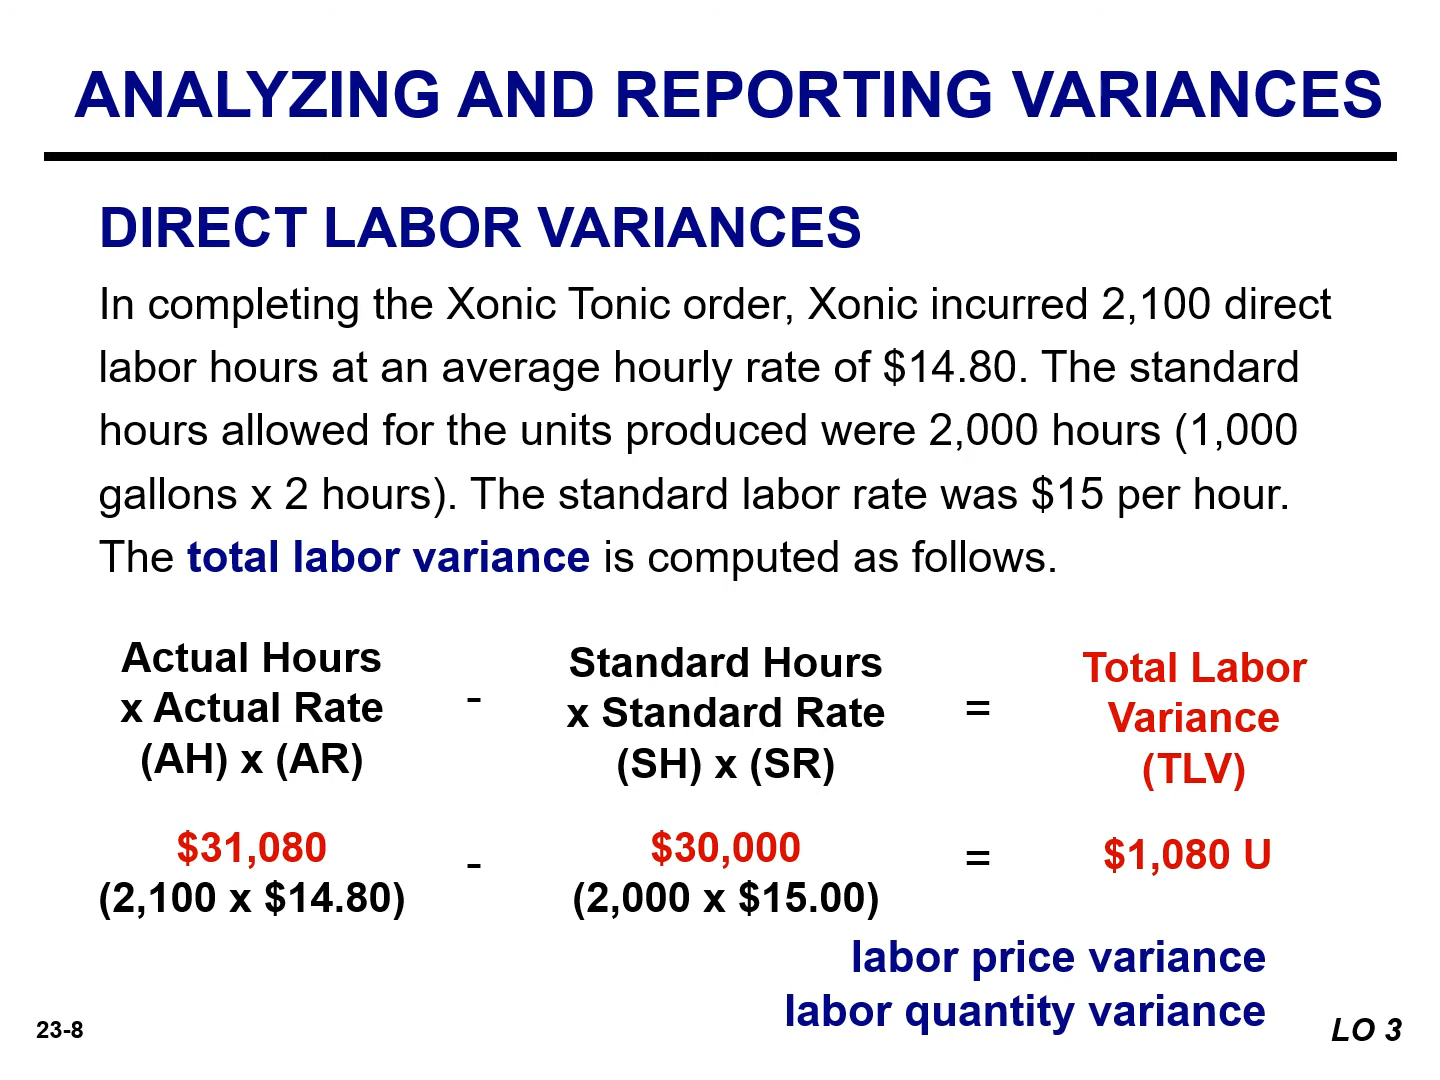 ANALYZING AND REPORTING VARIANCES
DIRECT LABOR VARIANCES
In completing the Xonic Tonic order, Xonic incurred 2,100 direct
labor hours at an average hourly rate of $14.80. The standard
hours allowed for the units produced were 2,000 hours (1,000
gallons x 2 hours). The standard labor rate was $15 per hour.
The total labor variance is computed as follows.
Actual Hours
x Actual Rate
(AH) x (AR)
-
Standard Hours
x Standard Rate
(SH) x (SR)
=
Total Labor
Variance
(TLV)
$31,080
(2,100 x $14.80)
-
$30,000
(2,000 x $15.00)
=
$1,080 U
labor price variance
labor quantity variance
23-8
LO 3